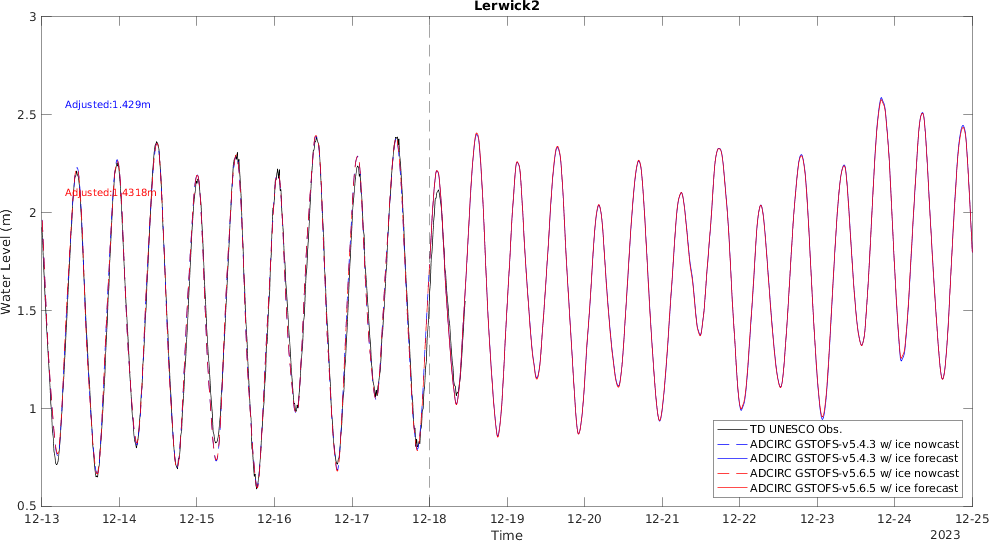 Lerwick2
3
2.5
2
1.5
1
0.5
Water Level (m)
Adjusted:1.429m
Adjusted:1.4318m
TD UNESCO Obs.
ADCIRC GSTOFS-v5.4.3 w/ ice nowcast
ADCIRC GSTOFS-v5.4.3 w/ ice forecast
ADCIRC GSTOFS-v5.6.5 w/ ice nowcast
ADCIRC GSTOFS-v5.6.5 w/ ice forecast
12-13 12-14 12-15 12-16 12-17 12-18 12-19 12-20 12-21 12-22 12-23 12-24 12-25
Time
2023